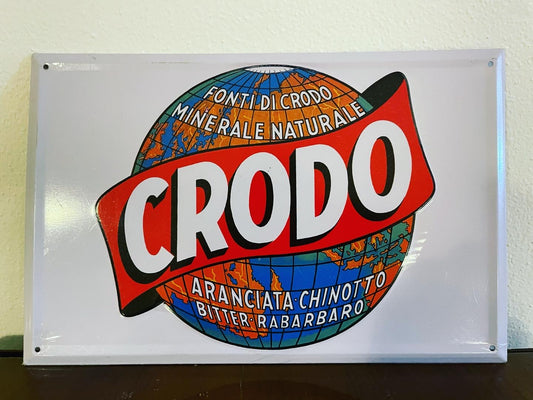 FONTI DI CRODO
MINERALE NATURALE
CRODO
ARANCIATA·CHINOTTO
BITTER·RABARBARO